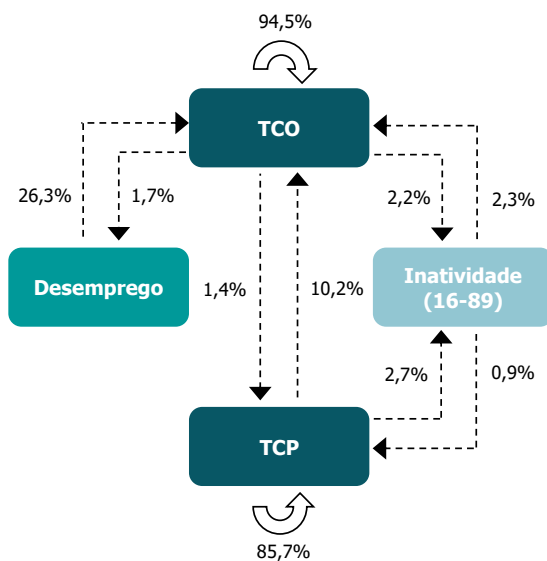 94,5%
TCO
26,3%
1,7%
2,2%
2,3%
Desemprego
1,4%
10,2%
Inatividade
(16-89)
2,7%
0,9%
TCP
85,7%